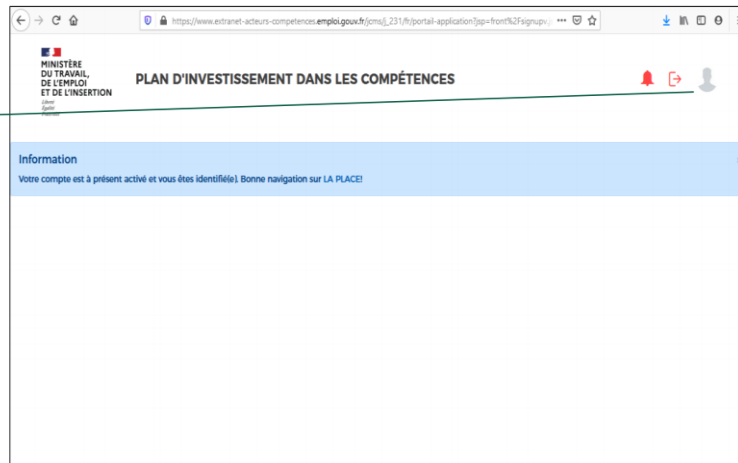 https://www.extranet-acteurs-competences.emploi.gouv.fr/jcms/j_231/fr/portail-application?jsp=front%2Fsignupv
MINISTÈRE
DU TRAVAIL,
DE L'EMPLOI
ET DE L'INSERTION
Liberté
Égalité
PLAN D'INVESTISSEMENT DANS LES COMPÉTENCES
Information
Votre compte est à présent activé et vous êtes identifié(e). Bonne navigation sur LA PLACE!